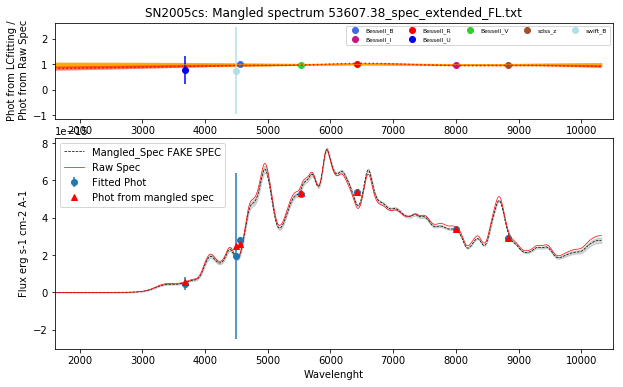 SN2005cs: Mangled spectrum 53607.38_spec_extended_FL.txt
Phot from LCfitting /
Phot from Raw Spec
2
1
0
-1
Bessell_B
Bessell_I
Bessell_R
Bessell_U
Bessell_V
sdss_z
swift_B
2000 3000 4000 5000 6000 7000 8000 9000 10000
Flux erg s-1 cm-2 A-1
8
6
4
2
0
−2
Mangled_Spec FAKE SPEC
Raw Spec
Fitted Phot
Phot from mangled spec
2000 3000 4000 5000 6000 7000 8000 9000 10000
Wavelenght